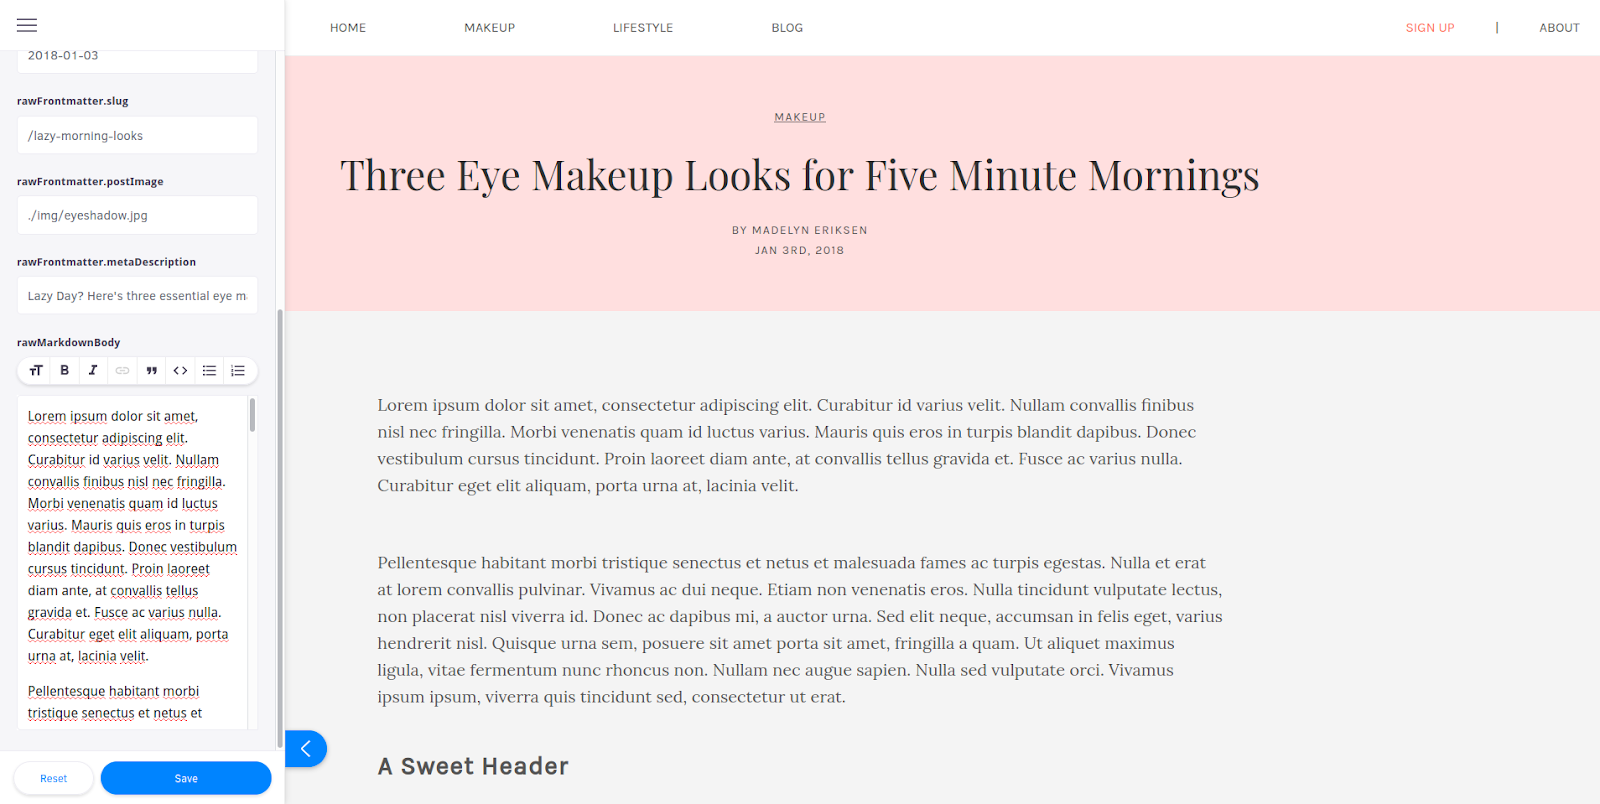 HOME MAKEUP LIFESTYLE BLOG SIGN UP | ABOUT
2018-01-03
rawFrontmatter.slug
/lazy-morning-looks
rawFrontmatter.postImage
./img/eyeshadow.jpg
rawFrontmatter.metaDescription
Lazy Day? Here's three essential eye m
rawMarkdownBody
TT B I " <>
Lorem ipsum dolor sit amet,
consectetur adipiscing elit.
Curabitur id varius velit. Nullam
convallis finibus nisl nec fringilla.
Morbi venenatis quam id luctus
varius. Mauris quis eros in turpis
blandit dapibus. Donec vestibulum
cursus tincidunt. Proin laoreet
diam ante, at convallis tellus
gravida et. Fusce ac varius nulla.
Curabitur eget elit aliquam, porta
urna at, lacinia velit.
Pellentesque habitant morbi
tristique senectus et netus et
Reset
Save
MAKEUP
Three Eye Makeup Looks for Five Minute Mornings
BY MADELYN ERIKSEN
JAN 3RD, 2018
Lorem ipsum dolor sit amet, consectetur adipiscing elit. Curabitur id varius velit. Nullam convallis finibus
nisl nec fringilla. Morbi venenatis quam id luctus varius. Mauris quis eros in turpis blandit dapibus. Donec
vestibulum cursus tincidunt. Proin laoreet diam ante, at convallis tellus gravida et. Fusce ac varius nulla.
Curabitur eget elit aliquam, porta urna at, lacinia velit.
Pellentesque habitant morbi tristique senectus et netus et malesuada fames ac turpis egestas. Nulla et erat
at lorem convallis pulvinar. Vivamus ac dui neque. Etiam non venenatis eros. Nulla tincidunt vulputate lectus,
non placerat nisl viverra id. Donec ac dapibus mi, a auctor urna. Sed elit neque, accumsan in felis eget, varius
hendrerit nisl. Quisque urna sem, posuere sit amet porta sit amet, fringilla a quam. Ut aliquet maximus
ligula, vitae fermentum nunc rhoncus non. Nullam nec augue sapien. Nulla sed vulputate orci. Vivamus
ipsum ipsum, viverra quis tincidunt sed, consectetur ut erat.
A Sweet Header